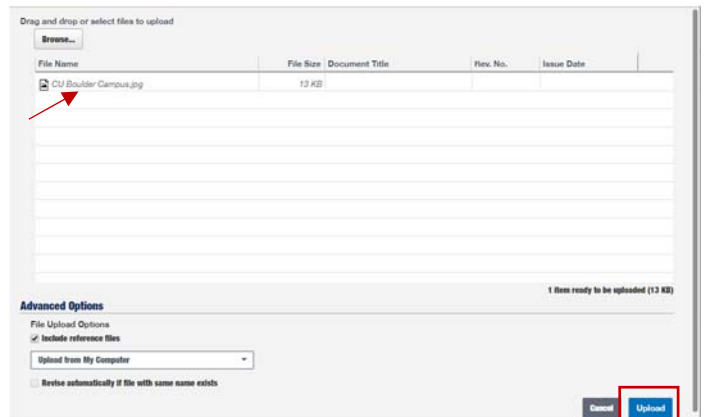 Drag and drop or select files to upload
Browse...
File Name File Size Document Title Rev. No. Issue Date
CU Boulder Campus.jpg 13 KB
1 item ready to be uploaded (13 KB)
Advanced Options
File Upload Options
Include reference files
Upload from My Computer
Revise automatically if file with same name exists
Cancel Upload